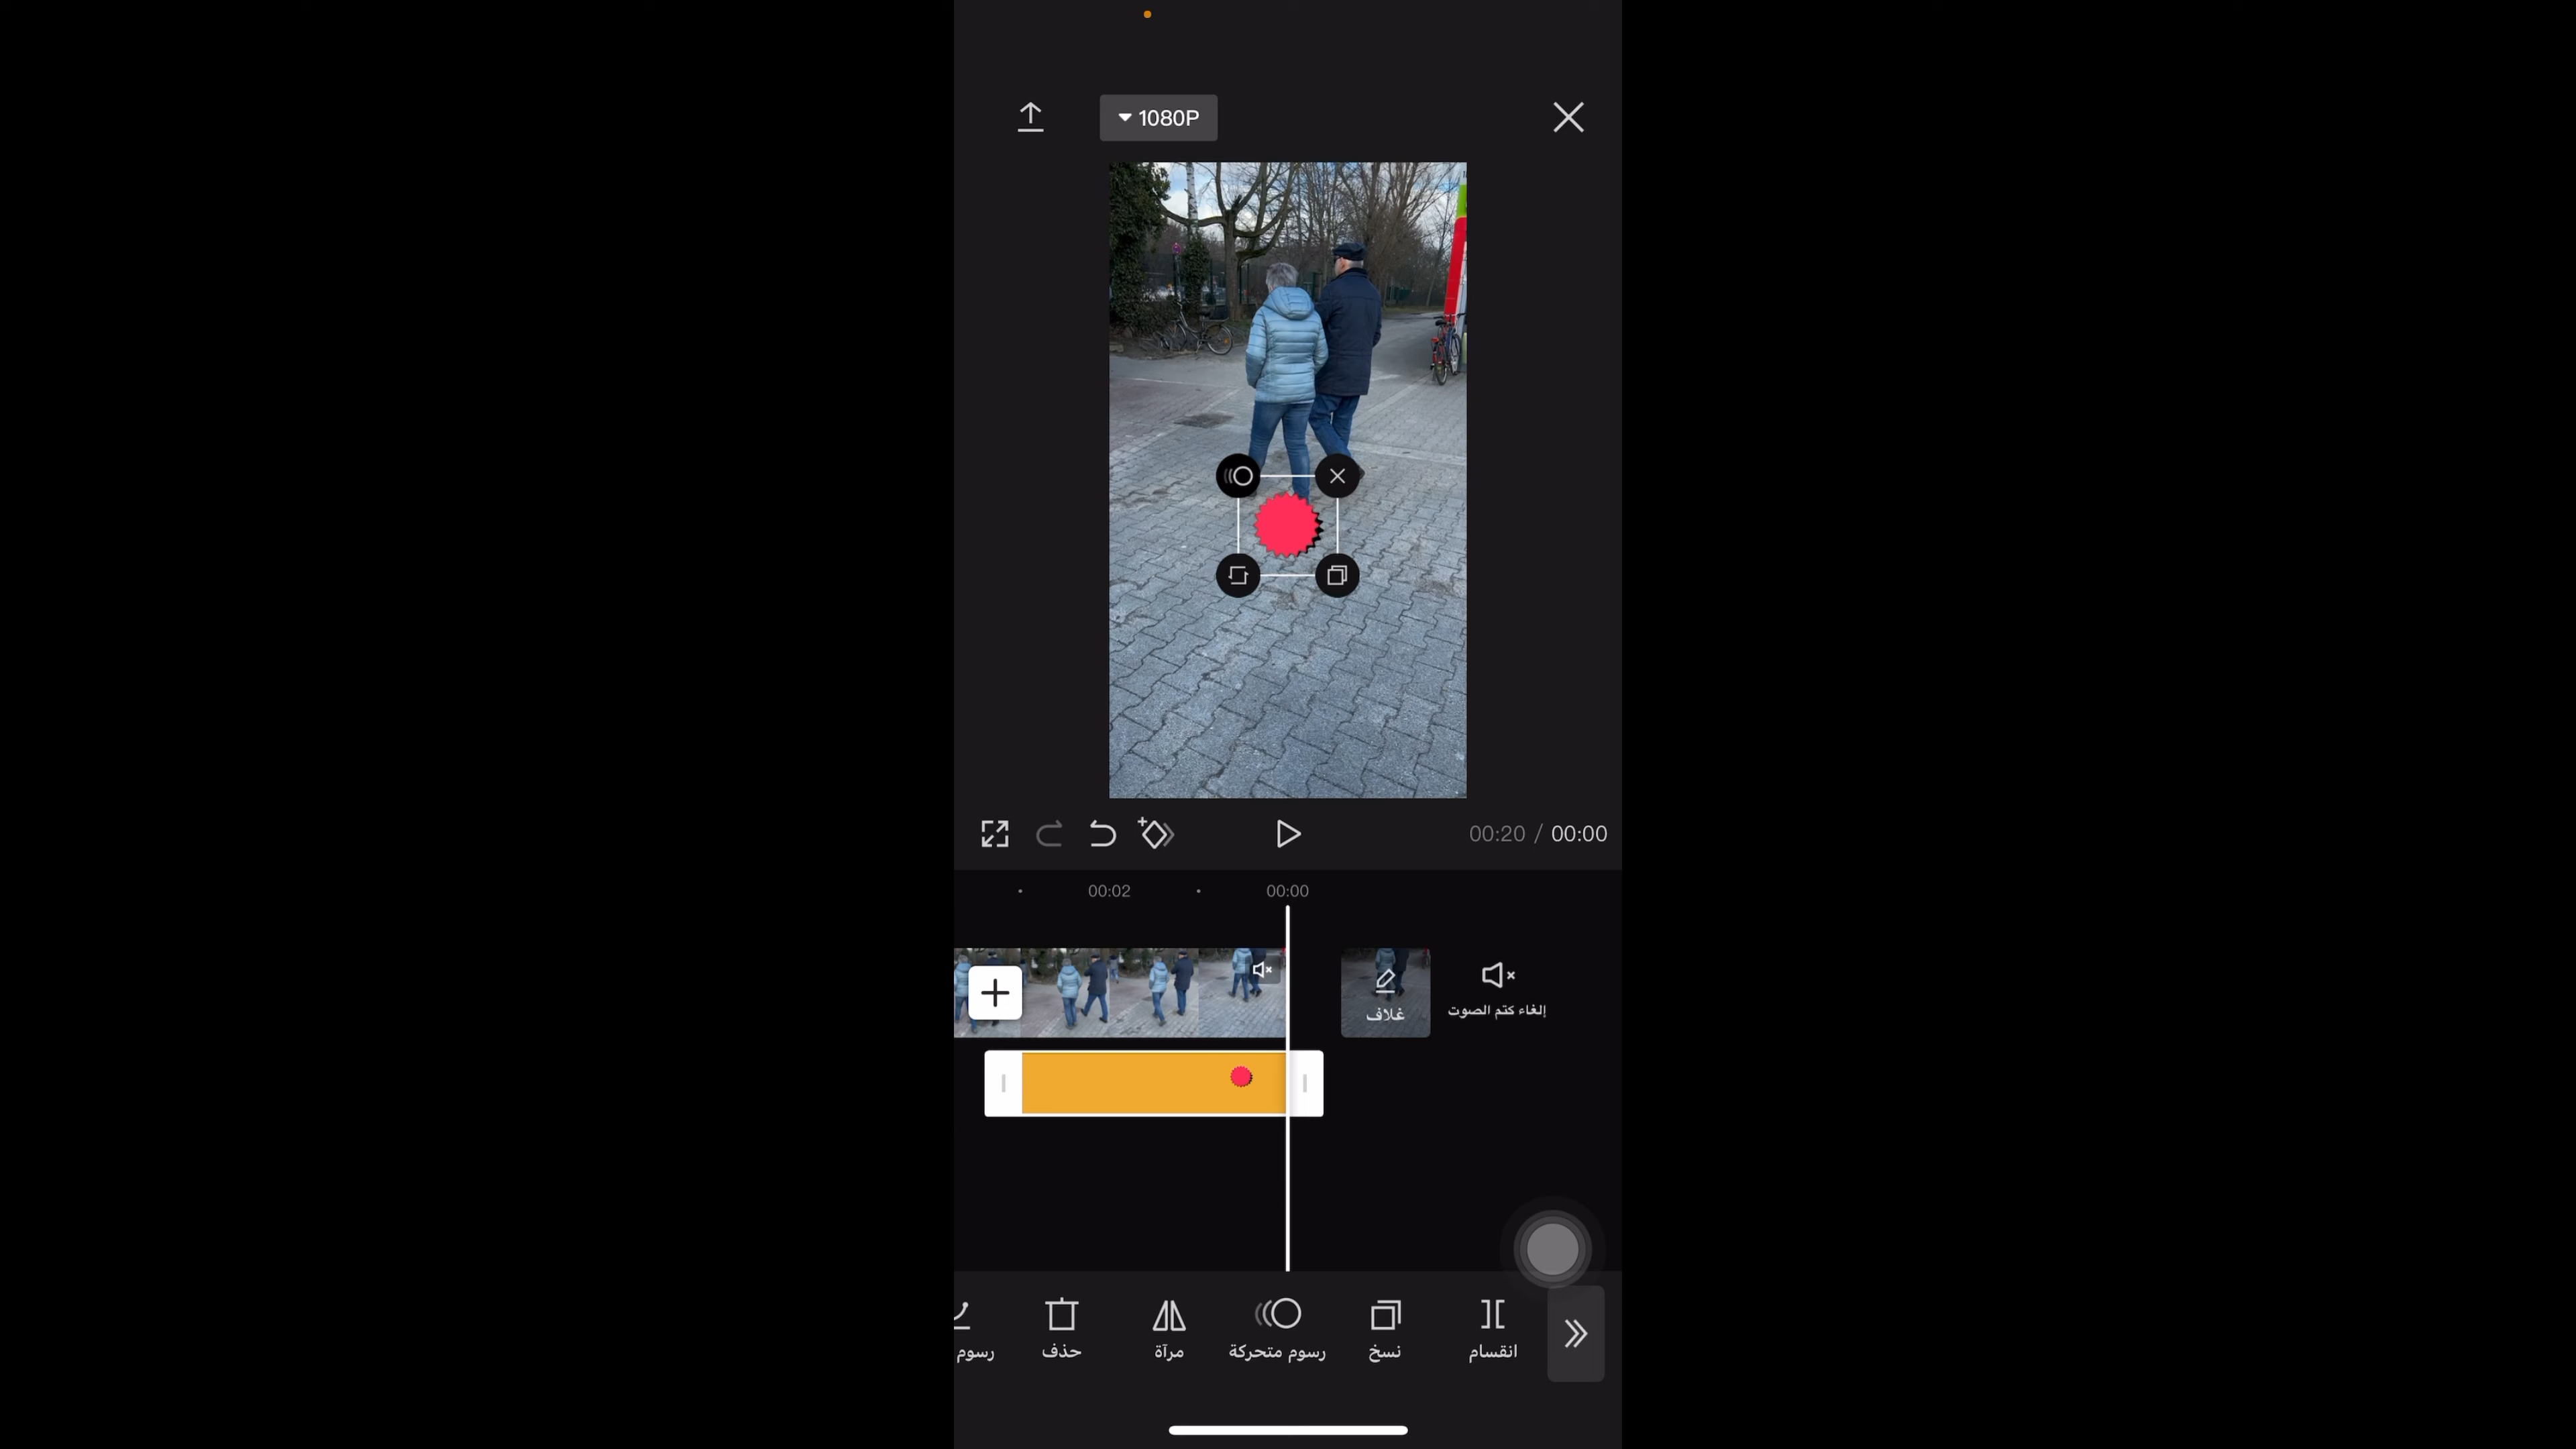 1080P
00:20 / 00:00
00:02
00:00
غلاف
إلغاء كتم الصوت
انقسام
نسخ
رسوم متحركة
مرآة
حذف
رسوم